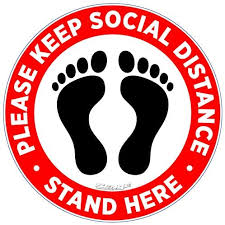 • PLEASE KEEP SOCIAL DISTANCE •
STAND HERE